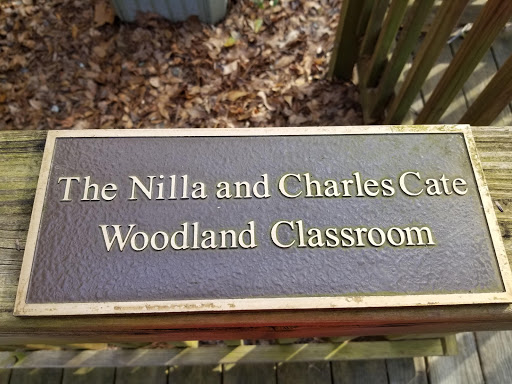 The Nilla and Charles Cate
Woodland Classroom